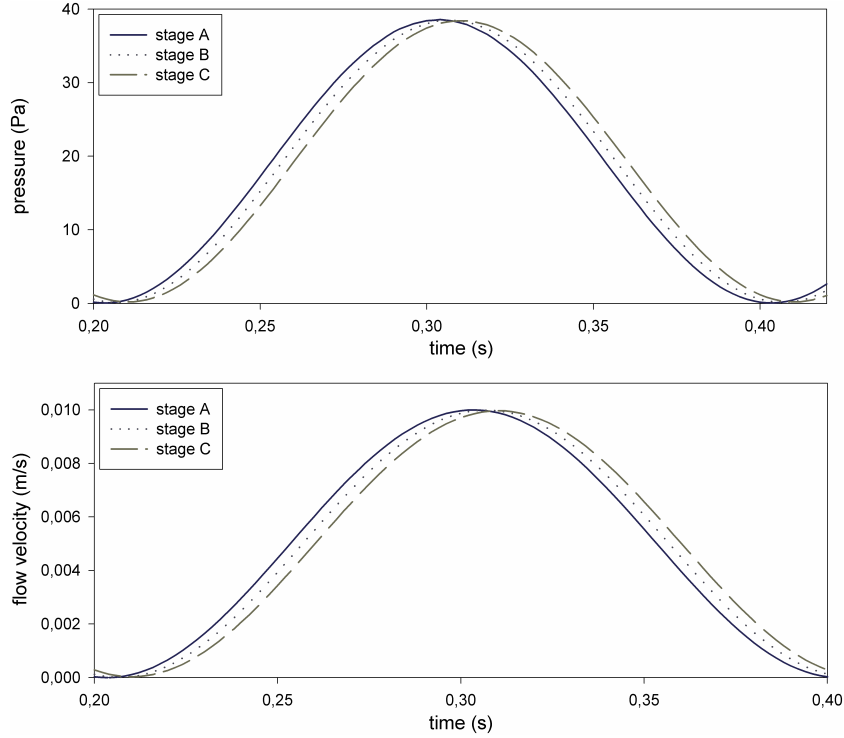 40
30
20
10
0
pressure (Pa)
stage A
stage B
stage C
0,20 0,25 0,30 0,35 0,40
time (s)
0,010
0,008
0,006
0,004
0,002
0,000
flow velocity (m/s)
stage A
stage B
stage C
0,20 0,25 0,30 0,35 0,40
time (s)